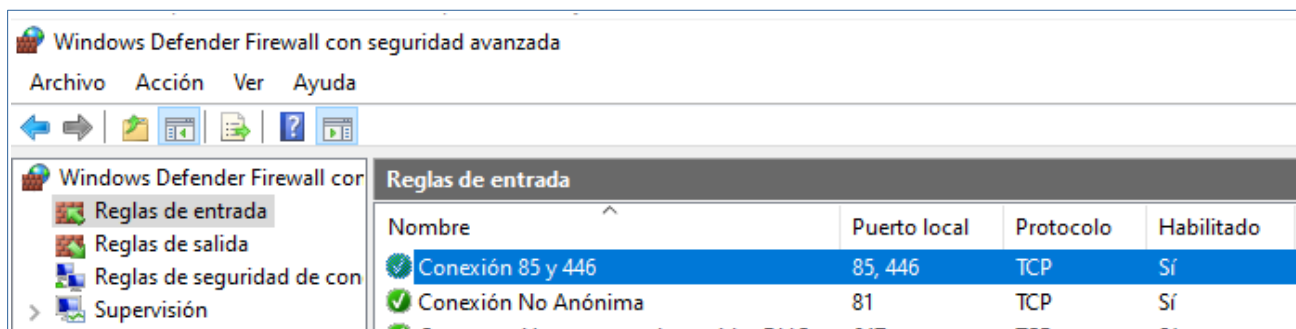 Windows Defender Firewall con seguridad avanzada
Archivo Acción Ver Ayuda
Windows Defender Firewall con
Reglas de entrada
Reglas de salida
Reglas de seguridad de con
Supervisión
Reglas de entrada
Nombre Puerto local Protocolo Habilitado
Conexión 85 y 446 85, 446 TCP Sí
Conexión No Anónima 81 TCP Sí